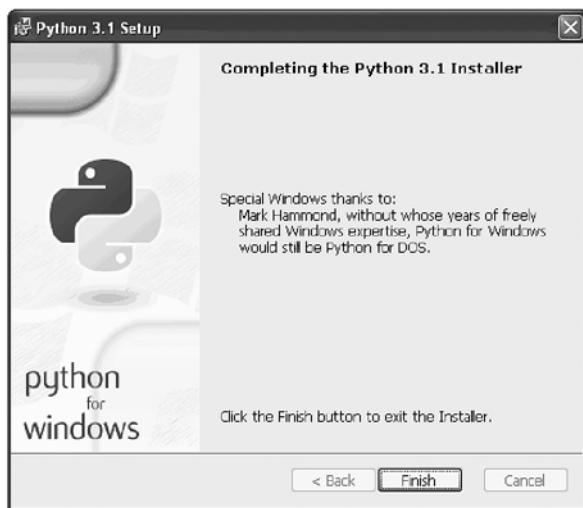 Python 3.1 Setup
Completing the Python 3.1 Installer
Special Windows thanks to:
Mark Hammond, without whose years of freely
shared Windows expertise, Python for Windows
would still be Python for DOS.
python
for
windows
Click the Finish button to exit the Installer.
< Back
Finish
Cancel